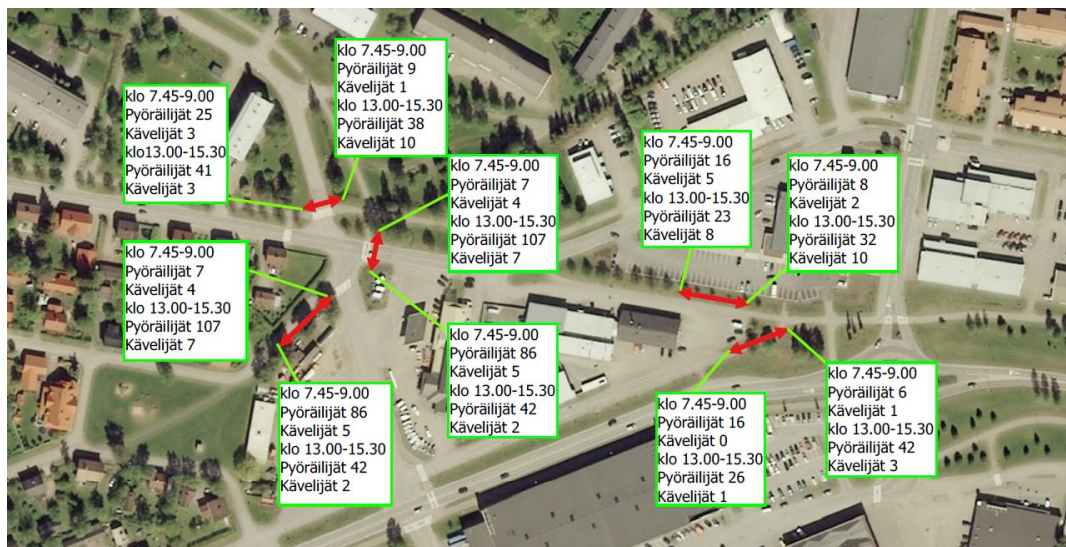 klo 7.45-9.00
Pyöräilijät 9
Kävelijät 1
klo 13.00-15.30
Pyöräilijät 38
Kävelijät 10
klo 7.45-9.00
Pyöräilijät 25
Kävelijät 3
klo13.00-15.30
Pyöräilijät 41
Kävelijät 3
klo 7.45-9.00
Pyöräilijät 7
Kävelijät 4
klo 13.00-15.30
Pyöräilijät 107
Kävelijät 7
klo 7.45-9.00
Pyöräilijät 16
Kävelijät 5
klo 13.00-15.30
Pyöräilijät 23
Kävelijät 8
klo 7.45-9.00
Pyöräilijät 8
Kävelijät 2
klo 13.00-15.30
Pyöräilijät 32
Kävelijät 10
klo 7.45-9.00
Pyöräilijät 7
Kävelijät 4
klo 13.00-15.30
Pyöräilijät 107
Kävelijät 7
klo 7.45-9.00
Pyöräilijät 86
Kävelijät 5
klo 13.00-15.30
Pyöräilijät 42
Kävelijät 2
klo 7.45-9.00
Pyöräilijät 86
Kävelijät 5
klo 13.00-15.30
Pyöräilijät 42
Kävelijät 2
klo 7.45-9.00
Pyöräilijät 16
Kävelijät 0
klo 13.00-15.30
Pyöräilijät 26
Kävelijät 1
klo 7.45-9.00
Pyöräilijät 6
Kävelijät 1
klo 13.00-15.30
Pyöräilijät 42
Kävelijät 3